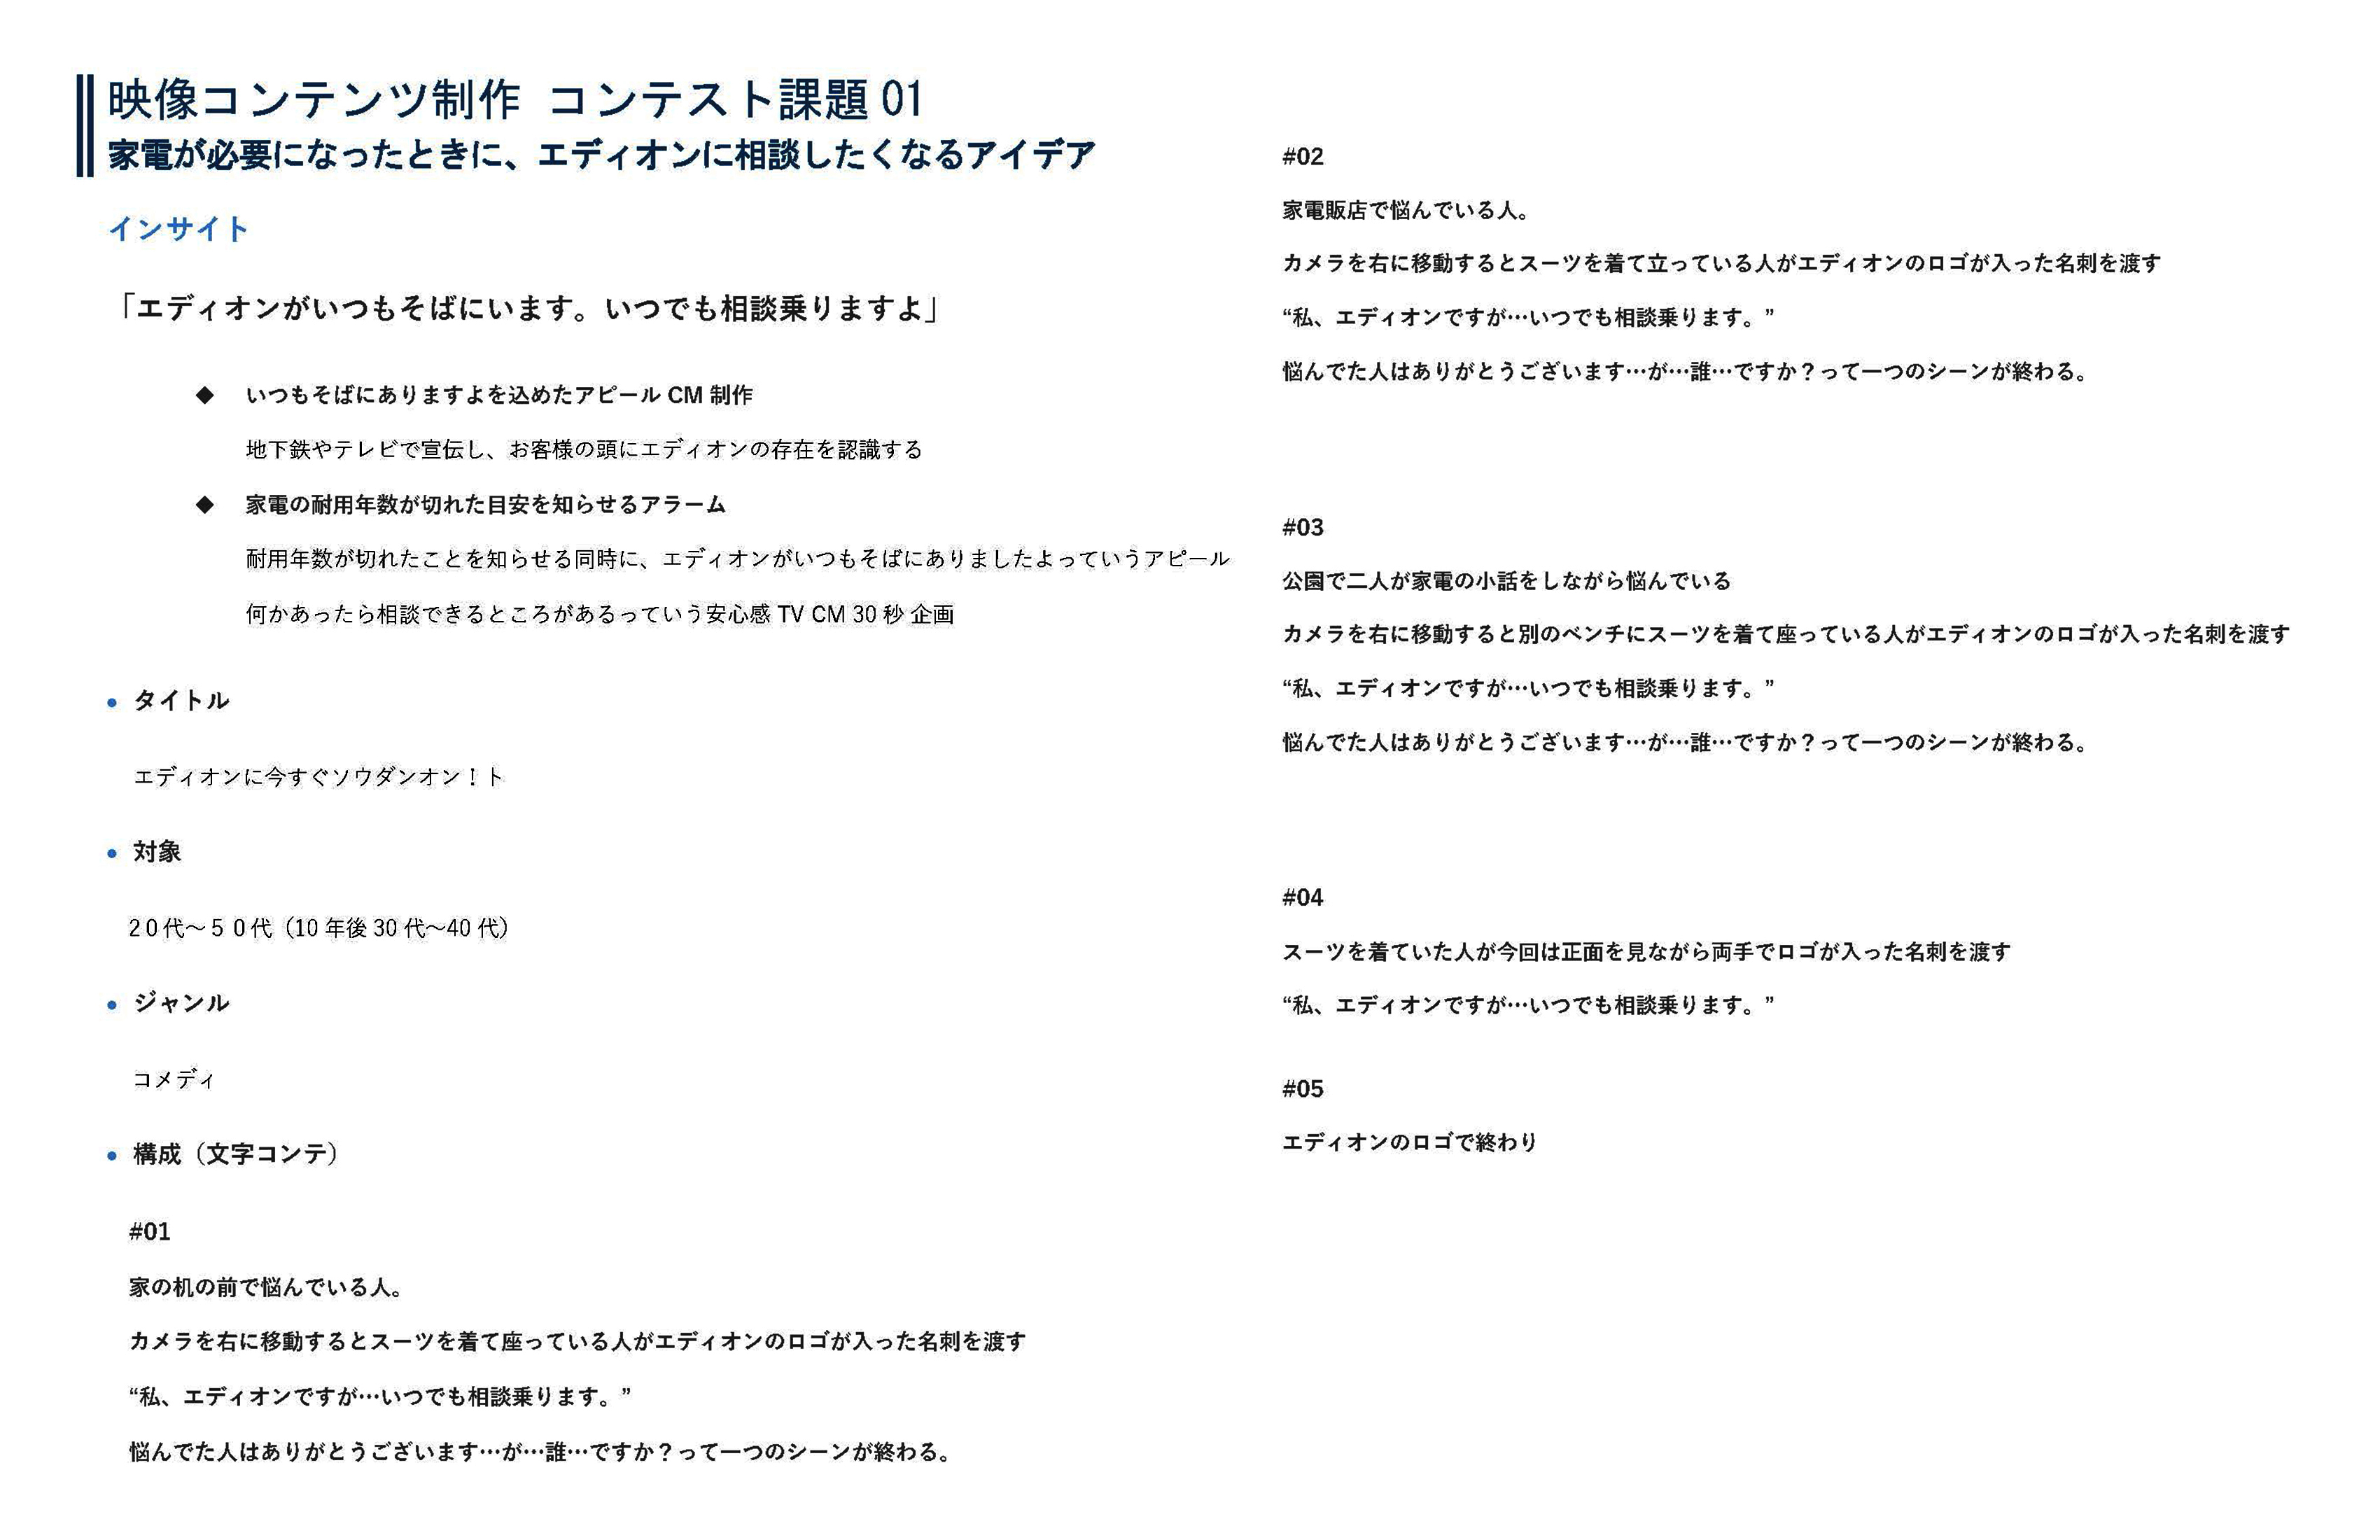 映像コンテンツ制作 コンテスト課題 01
家電が必要になったときに、エディオンに相談したくなるアイデア
インサイト
「エディオンがいつもそばにいます。いつでも相談乗りますよ」
◆ いつもそばにありますよを込めたアピール CM 制作
地下鉄やテレビで宣伝し、お客様の頭にエディオンの存在を認識する
◆ 家電の耐用年数が切れた目安を知らせるアラーム
耐用年数が切れたことを知らせる同時に、エディオンがいつもそばにありましたよっていうアピール
何かあったら相談できるところがあるっていう安心感 TV CM 30 秒 企画
• タイトル
エディオンに今すぐソウダンオン！ト
• 対象
２０代～５０代（10 年後 30 代～40 代）
• ジャンル
コメディ
• 構成（文字コンテ）
#01
家の机の前で悩んでいる人。
カメラを右に移動するとスーツを着て座っている人がエディオンのロゴが入った名刺を渡す
“私、エディオンですが…いつでも相談乗ります。”
悩んでた人はありがとうございます…が…誰…ですか？って一つのシーンが終わる。
#02
家電販店で悩んでいる人。
カメラを右に移動するとスーツを着て立っている人がエディオンのロゴが入った名刺を渡す
“私、エディオンですが…いつでも相談乗ります。”
悩んでた人はありがとうございます…が…誰…ですか？って一つのシーンが終わる。
#03
公園で二人が家電の小話をしながら悩んでいる
カメラを右に移動すると別のベンチにスーツを着て座っている人がエディオンのロゴが入った名刺を渡す
“私、エディオンですが…いつでも相談乗ります。”
悩んでた人はありがとうございます…が…誰…ですか？って一つのシーンが終わる。
#04
スーツを着ていた人が今回は正面を見ながら両手でロゴが入った名刺を渡す
“私、エディオンですが…いつでも相談乗ります。”
#05
エディオンのロゴで終わり